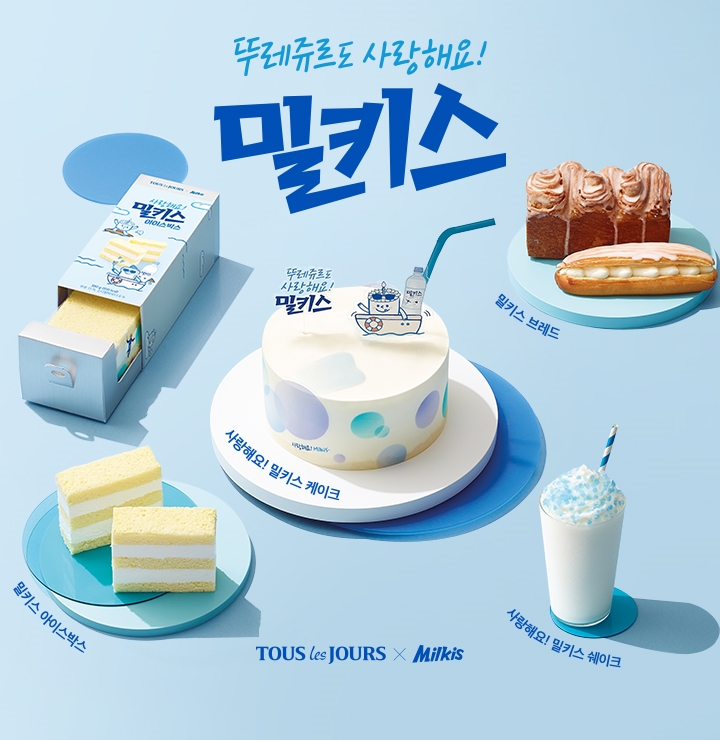 뚜레쥬르도 사랑해요!
밀키스
TOUS les JOURS × Milkis
사랑해요!
밀키스
아이스박스
뚜레쥬르도
사랑해요!
밀키스
밀키스 브레드
사랑해요! 밀키스 케이크
밀키스 아이스박스
사랑해요! 밀키스 쉐이크
TOUS les JOURS × Milkis